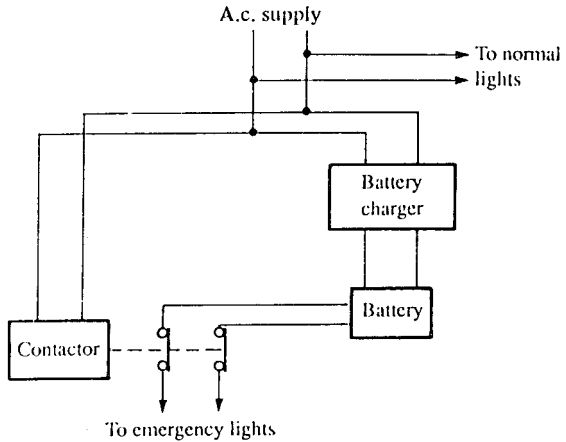 A.c. supply
To normal
lights
Battery
charger
Battery
Contactor
To emergency lights